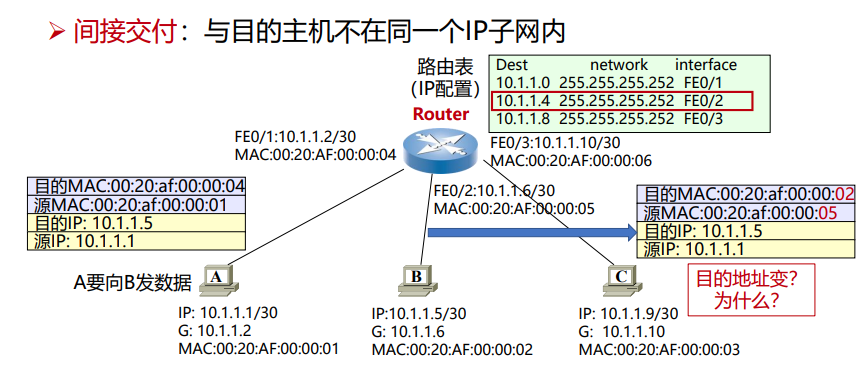 ➢ 间接交付：与目的主机不在同一个IP子网内
路由表
（IP配置）
Router
Dest network interface
10.1.1.0 255.255.255.252 FE0/1
10.1.1.4 255.255.255.252 FE0/2
10.1.1.8 255.255.255.252 FE0/3
FE0/1:10.1.1.2/30
MAC:00:20:AF:00:00:04
FE0/3:10.1.1.10/30
MAC:00:20:AF:00:00:06
FE0/2:10.1.1.6/30
MAC:00:20:AF:00:00:05
目的MAC:00:20:af:00:00:04
源MAC:00:20:af:00:00:01
目的IP: 10.1.1.5
源IP: 10.1.1.1
目的MAC:00:20:af:00:00:02
源MAC:00:20:af:00:00:05
目的IP: 10.1.1.5
源IP: 10.1.1.1
A要向B发数据
A
B
C
目的地址变?
为什么?
IP: 10.1.1.1/30
G: 10.1.1.2
MAC:00:20:AF:00:00:01
IP:10.1.1.5/30
G: 10.1.1.6
MAC:00:20:AF:00:00:02
IP: 10.1.1.9/30
G: 10.1.1.10
MAC:00:20:AF:00:00:03